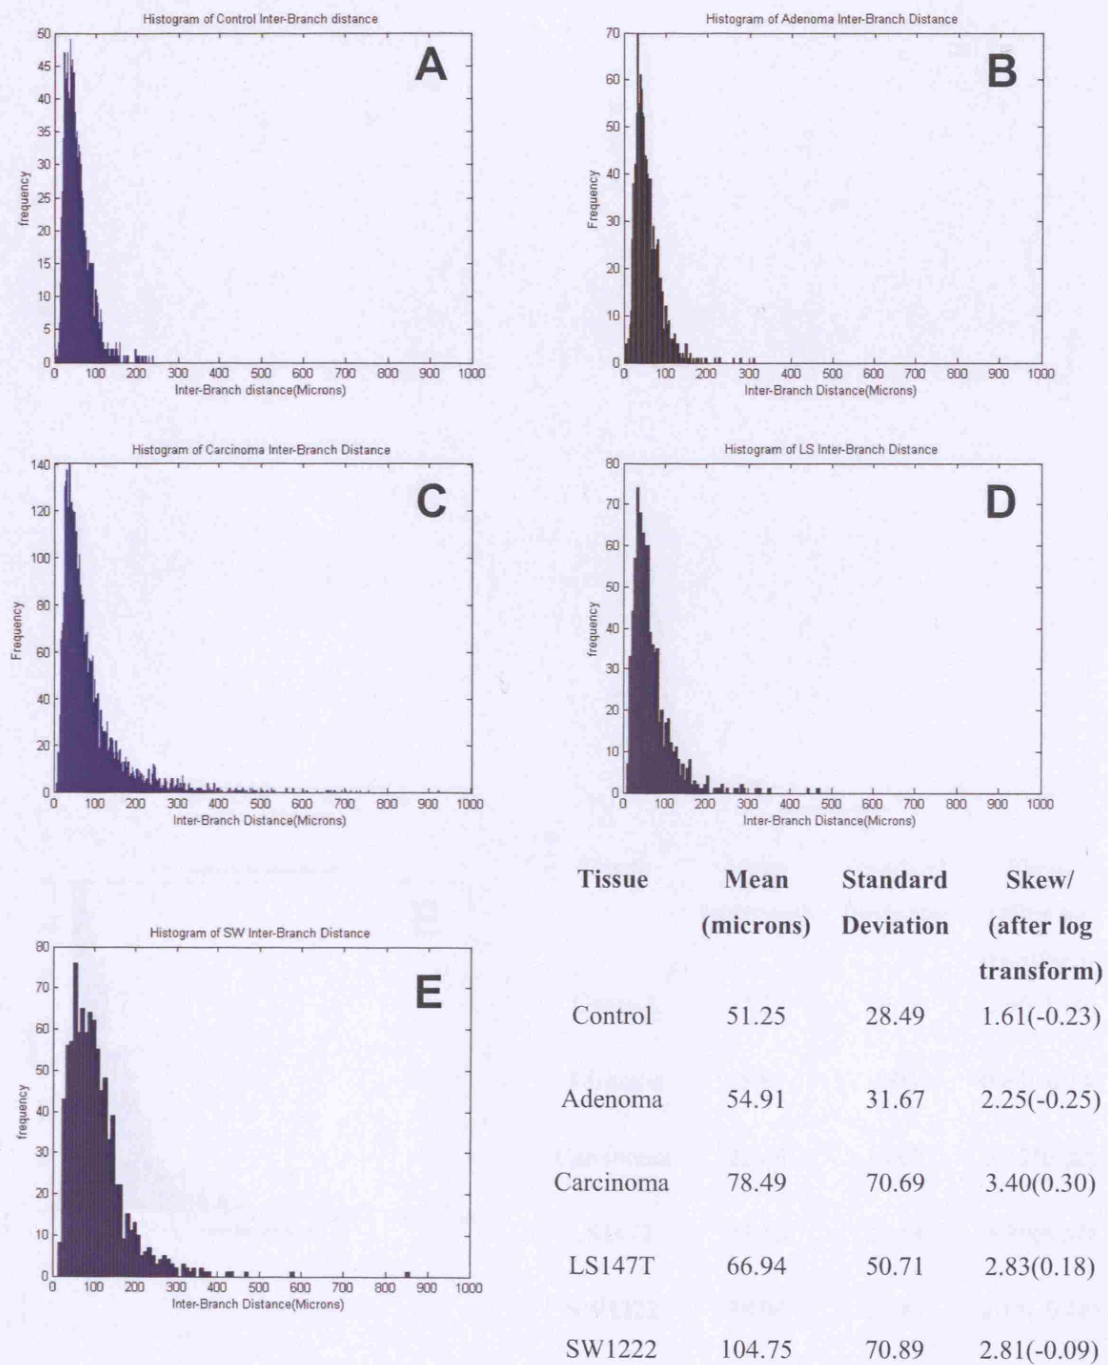 Histogram of Control Inter-Branch distance
A
50
45
40
35
30
25
20
15
10
5
0
frequency
0 100 200 300 400 500 600 700 800 900 1000
Inter-Branch distance(Microns)
Histogram of Adenoma Inter-Branch Distance
B
70
60
50
40
30
20
10
0
Frequency
0 100 200 300 400 500 600 700 800 900 1000
Inter-Branch Distance(Microns)
Histogram of Carcinoma Inter-Branch Distance
C
140
120
100
80
60
40
20
0
Frequency
0 100 200 300 400 500 600 700 800 900 1000
Inter-Branch Distance(Microns)
Histogram of LS Inter-Branch Distance
D
80
70
60
50
40
30
20
10
0
frequency
0 100 200 300 400 500 600 700 800 900 1000
Inter-Branch Distance(Microns)
Histogram of SW Inter-Branch Distance
E
80
70
60
50
40
30
20
10
0
frequency
0 100 200 300 400 500 600 700 800 900 1000
Inter-Branch Distance(Microns)
Tissue Mean Standard Skew/
(microns) Deviation (after log
transform)
Control 51.25 28.49 1.61(-0.23)
Adenoma 54.91 31.67 2.25(-0.25)
Carcinoma 78.49 70.69 3.40(0.30)
LS147T 66.94 50.71 2.83(0.18)
SW1222 104.75 70.89 2.81(-0.09)